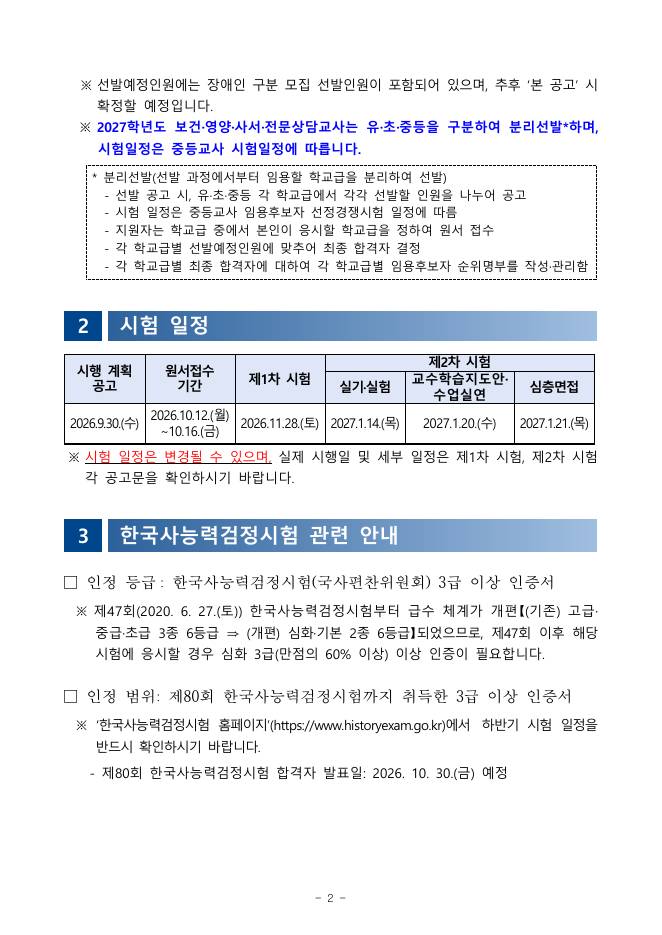 ※ 선발예정인원에는 장애인 구분 모집 선발인원이 포함되어 있으며, 추후 ‘본 공고’ 시
확정할 예정입니다.
※ 2027학년도 보건·영양·사서·전문상담교사는 유·초·중등을 구분하여 분리선발*하며,
시험일정은 중등교사 시험일정에 따릅니다.
* 분리선발(선발 과정에서부터 임용할 학교급을 분리하여 선발)
- 선발 공고 시, 유·초·중등 각 학교급에서 각각 선발할 인원을 나누어 공고
- 시험 일정은 중등교사 임용후보자 선정경쟁시험 일정에 따름
- 지원자는 학교급 중에서 본인이 응시할 학교급을 정하여 원서 접수
- 각 학교급별 선발예정인원에 맞추어 최종 합격자 결정
- 각 학교급별 최종 합격자에 대하여 각 학교급별 임용후보자 순위명부를 작성·관리함
2 시험 일정
시행 계획
공고
원서접수
기간
제1차 시험
제2차 시험
실기·실험
교수학습지도안·
수업실연
심층면접
2026.9.30.(수)
2026.10.12.(월)
~10.16.(금)
2026.11.28.(토)
2027.1.14.(목)
2027.1.20.(수)
2027.1.21.(목)
※ 시험 일정은 변경될 수 있으며, 실제 시행일 및 세부 일정은 제1차 시험, 제2차 시험
각 공고문을 확인하시기 바랍니다.
3 한국사능력검정시험 관련 안내
□ 인정 등급 : 한국사능력검정시험(국사편찬위원회) 3급 이상 인증서
※ 제47회(2020. 6. 27.(토)) 한국사능력검정시험부터 급수 체계가 개편【(기존) 고급·
중급·초급 3종 6등급 ⇒ (개편) 심화·기본 2종 6등급】되었으므로, 제47회 이후 해당
시험에 응시할 경우 심화 3급(만점의 60% 이상) 이상 인증이 필요합니다.
□ 인정 범위: 제80회 한국사능력검정시험까지 취득한 3급 이상 인증서
※ ‘한국사능력검정시험 홈페이지’(https://www.historyexam.go.kr)에서 하반기 시험 일정을
반드시 확인하시기 바랍니다.
- 제80회 한국사능력검정시험 합격자 발표일: 2026. 10. 30.(금) 예정
- 2 -